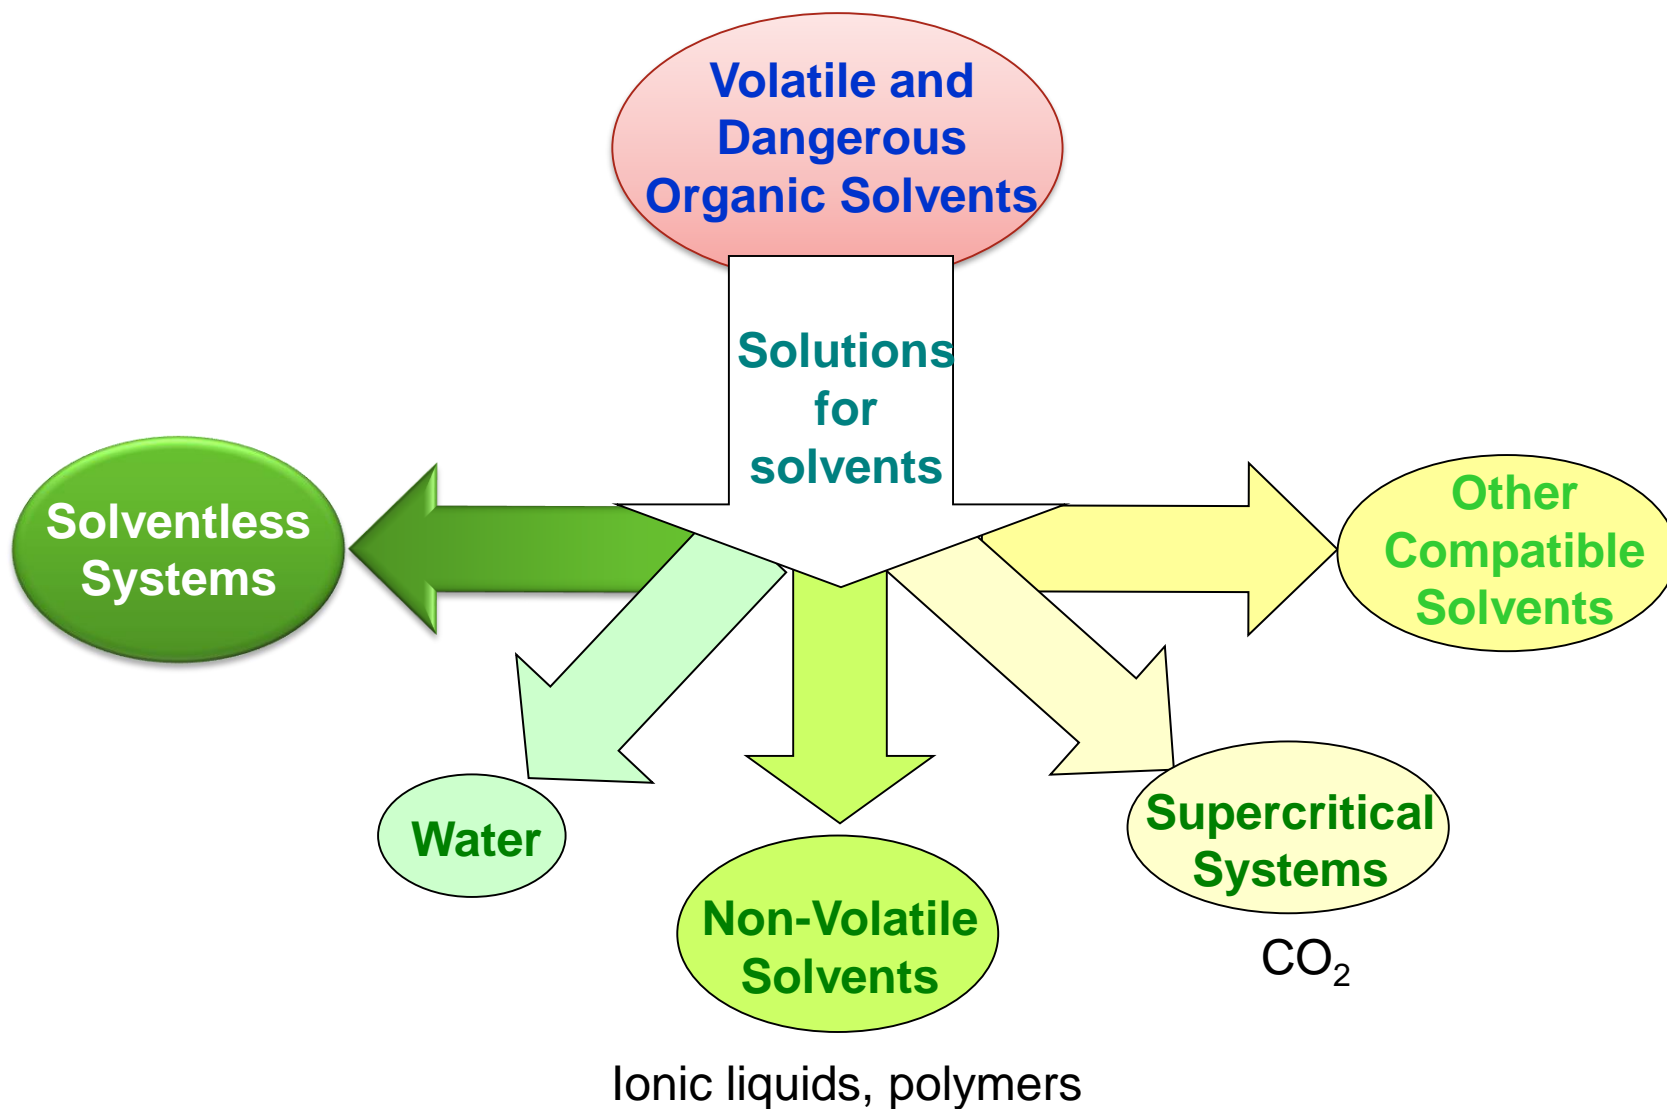 Volatile and
Dangerous
Organic Solvents
Solutions
for
solvents
Solventless
Systems
Other
Compatible
Solvents
Water
Supercritical
Systems
Non-Volatile
Solvents
CO₂
Ionic liquids, polymers